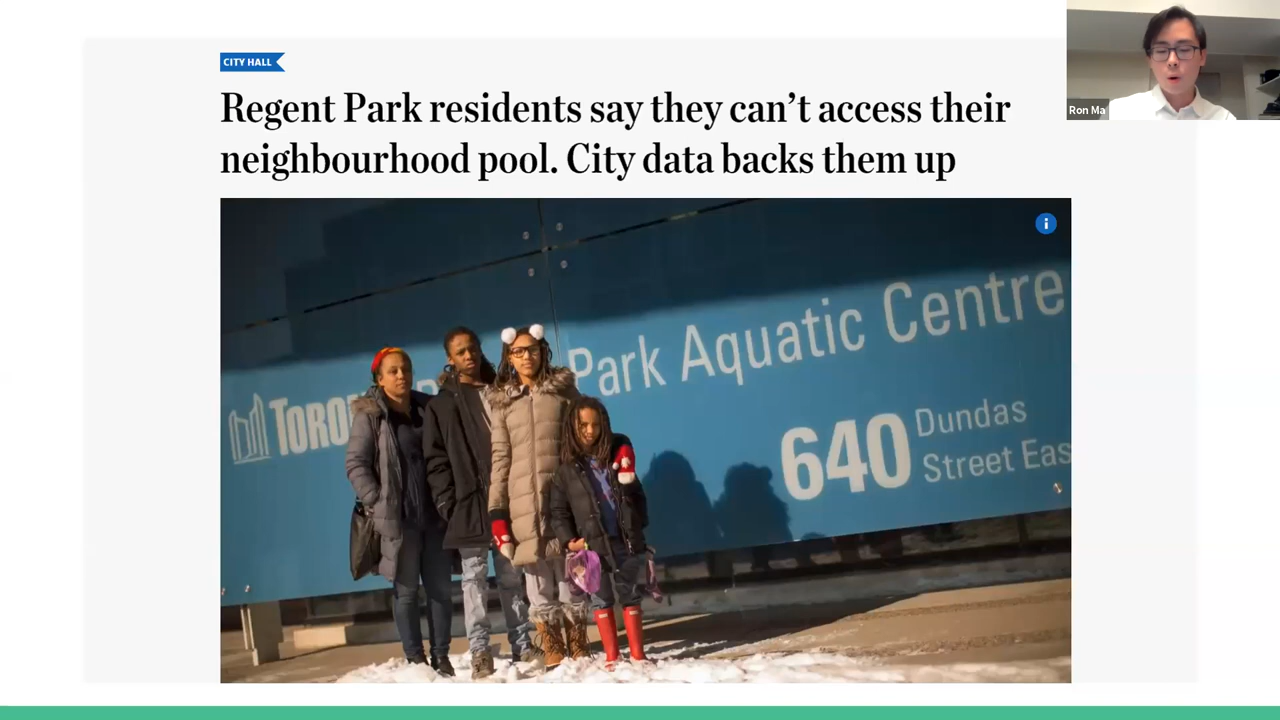 CITY HALL
Regent Park residents say they can't access their
neighbourhood pool. City data backs them up
Ron Ma
i
Park Aquatic Centre
TORO
640 Dundas
Street Eas